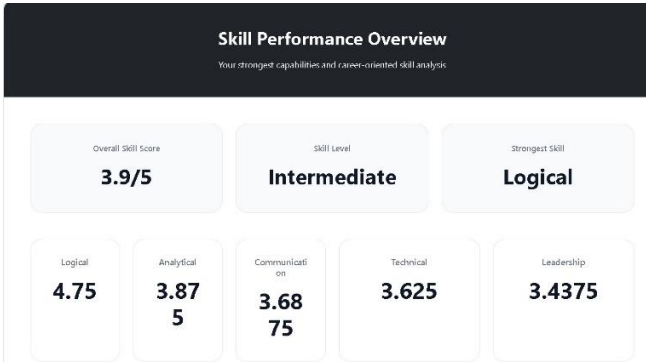 Skill Performance Overview
Your strongest capabilities and career-oriented skill analysis
Overall Skill Score
3.9/5
Skill Level
Intermediate
Strongest Skill
Logical
Logical
4.75
Analytical
3.87
5
Communicati
on
3.68
75
Technical
3.625
Leadership
3.4375